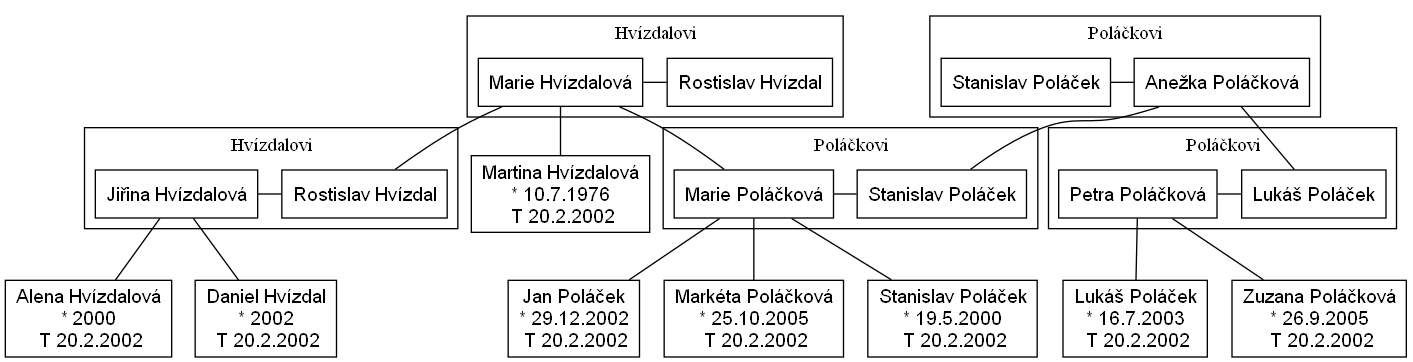 Hvízdalovi
Poláčkovi
Marie Hvízdalová
Rostislav Hvízdal
Stanislav Poláček
Anežka Poláčková
Hvízdalovi
Poláčkovi
Poláčkovi
Jiřina Hvízdalová
Rostislav Hvízdal
Martina Hvízdalová
* 10.7.1976
T 20.2.2002
Marie Poláčková
Stanislav Poláček
Petra Poláčková
Lukáš Poláček
Alena Hvízdalová
* 2000
T 20.2.2002
Daniel Hvízdal
* 2002
T 20.2.2002
Jan Poláček
* 29.12.2002
T 20.2.2002
Markéta Poláčková
* 25.10.2005
T 20.2.2002
Stanislav Poláček
* 19.5.2000
T 20.2.2002
Lukáš Poláček
* 16.7.2003
T 20.2.2002
Zuzana Poláčková
* 26.9.2005
T 20.2.2002